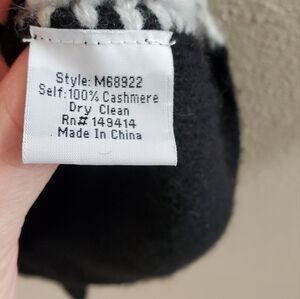 Style: M68922
Self:100% Cashmere
Dry Clean
Rn# 149414
Made In China